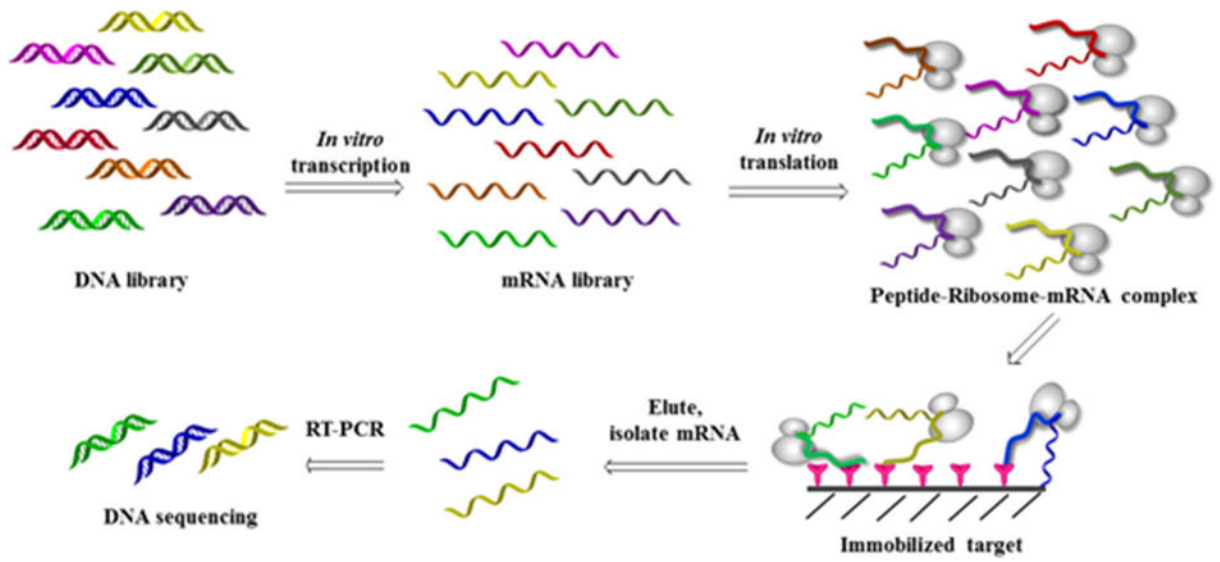 In vitro
transcription
In vitro
translation
DNA library
mRNA library
Peptide-Ribosome-mRNA complex
RT-PCR
Elute,
isolate mRNA
DNA sequencing
Immobilized target